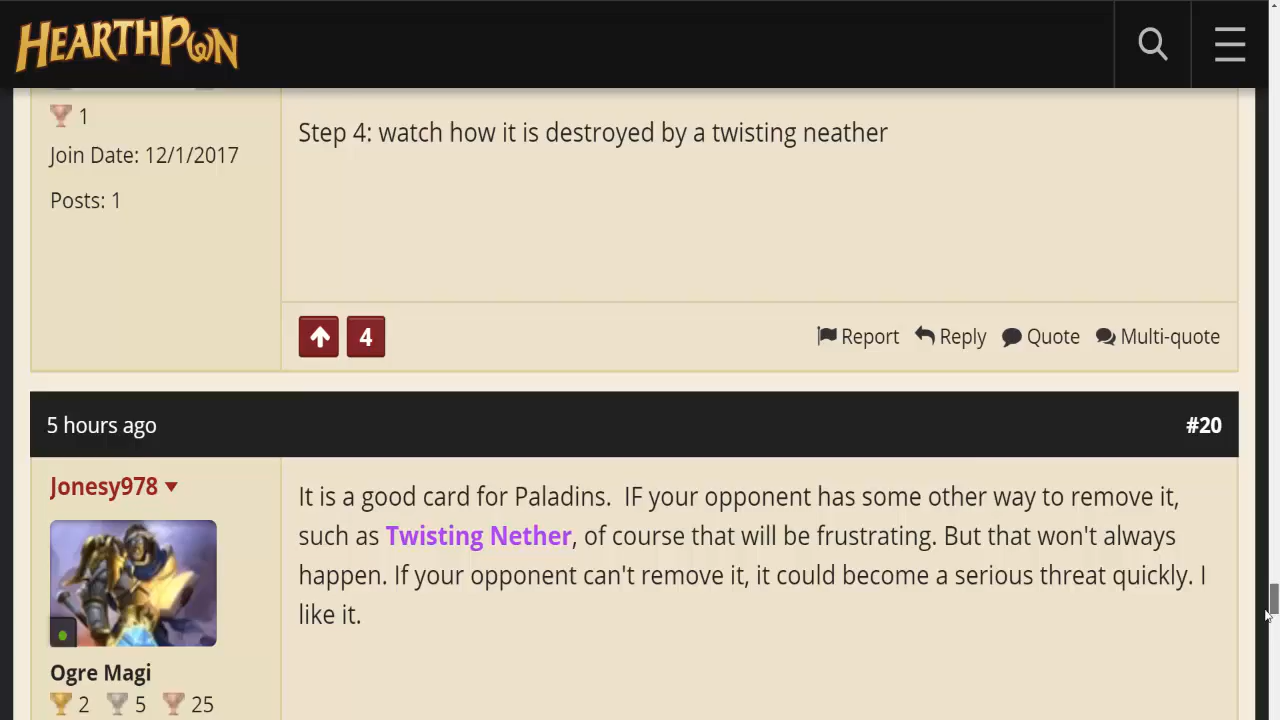 HEARTHPWN
1
Join Date: 12/1/2017
Posts: 1
Step 4: watch how it is destroyed by a twisting neather
4
Report
Reply
Quote
Multi-quote
5 hours ago
#20
Jonesy978
Ogre Magi
2
5
25
It is a good card for Paladins.  IF your opponent has some other way to remove it,
such as Twisting Nether, of course that will be frustrating. But that won't always
happen. If your opponent can't remove it, it could become a serious threat quickly. I
like it.